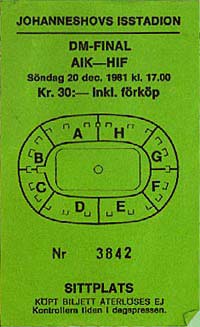 JOHANNESHOVS ISSTADION
DM-FINAL
AIK—HIF
Söndag 20 dec. 1981 kl. 17.00
Kr. 30:— Inkl. förköp
A H
B G
C F
D E
Nr 3842
SITTPLATS
KÖPT BILJETT ÅTERLÖSES EJ
Kontrollera tiden i dagspressen.